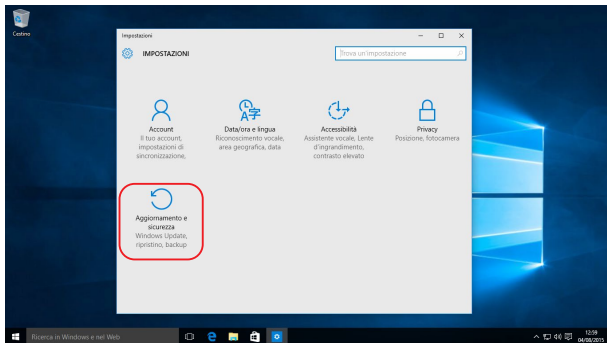 Cestino
Impostazioni
IMPOSTAZIONI
Trova un'impostazione
Account
Il tuo account,
impostazioni di
sincronizzazione,
Data/ora e lingua
Riconoscimento vocale,
area geografica, data
Accessibilità
Assistente vocale, Lente
d'ingrandimento,
contrasto elevato
Privacy
Posizione, fotocamera
Aggiornamento e
sicurezza
Windows Update,
ripristino, backup
Ricerca in Windows e nel Web
12:59
04/08/2015